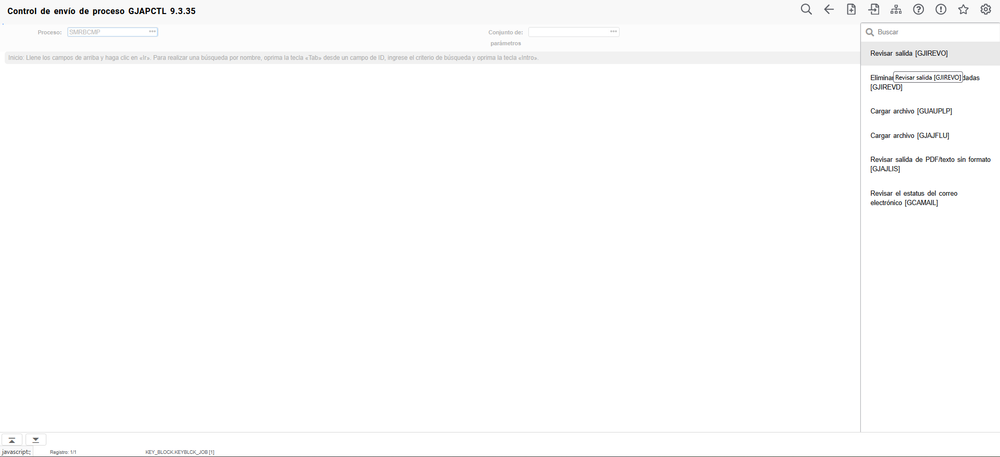 Control de envío de proceso GJAPCTL 9.3.35
Proceso: SMRBCMP
Conjunto de:
parámetros
Inicio: Llene los campos de arriba y haga clic en «Ir». Para realizar una búsqueda por nombre, oprima la tecla «Tab» desde un campo de ID, ingrese el criterio de búsqueda y oprima la tecla «Intro».
Buscar
Revisar salida [GJIREVO]
Eliminar
Revisar salida [GJIREVO]
dadas
[GJIREVD]
Cargar archivo [GUAUPLP]
Cargar archivo [GJAJFLU]
Revisar salida de PDF/texto sin formato
[GJAJLIS]
Revisar el estatus del correo
electrónico [GCAMAIL]
javascript:;
Registro: 1/1
KEY_BLOCK.KEYBLCK_JOB [1]